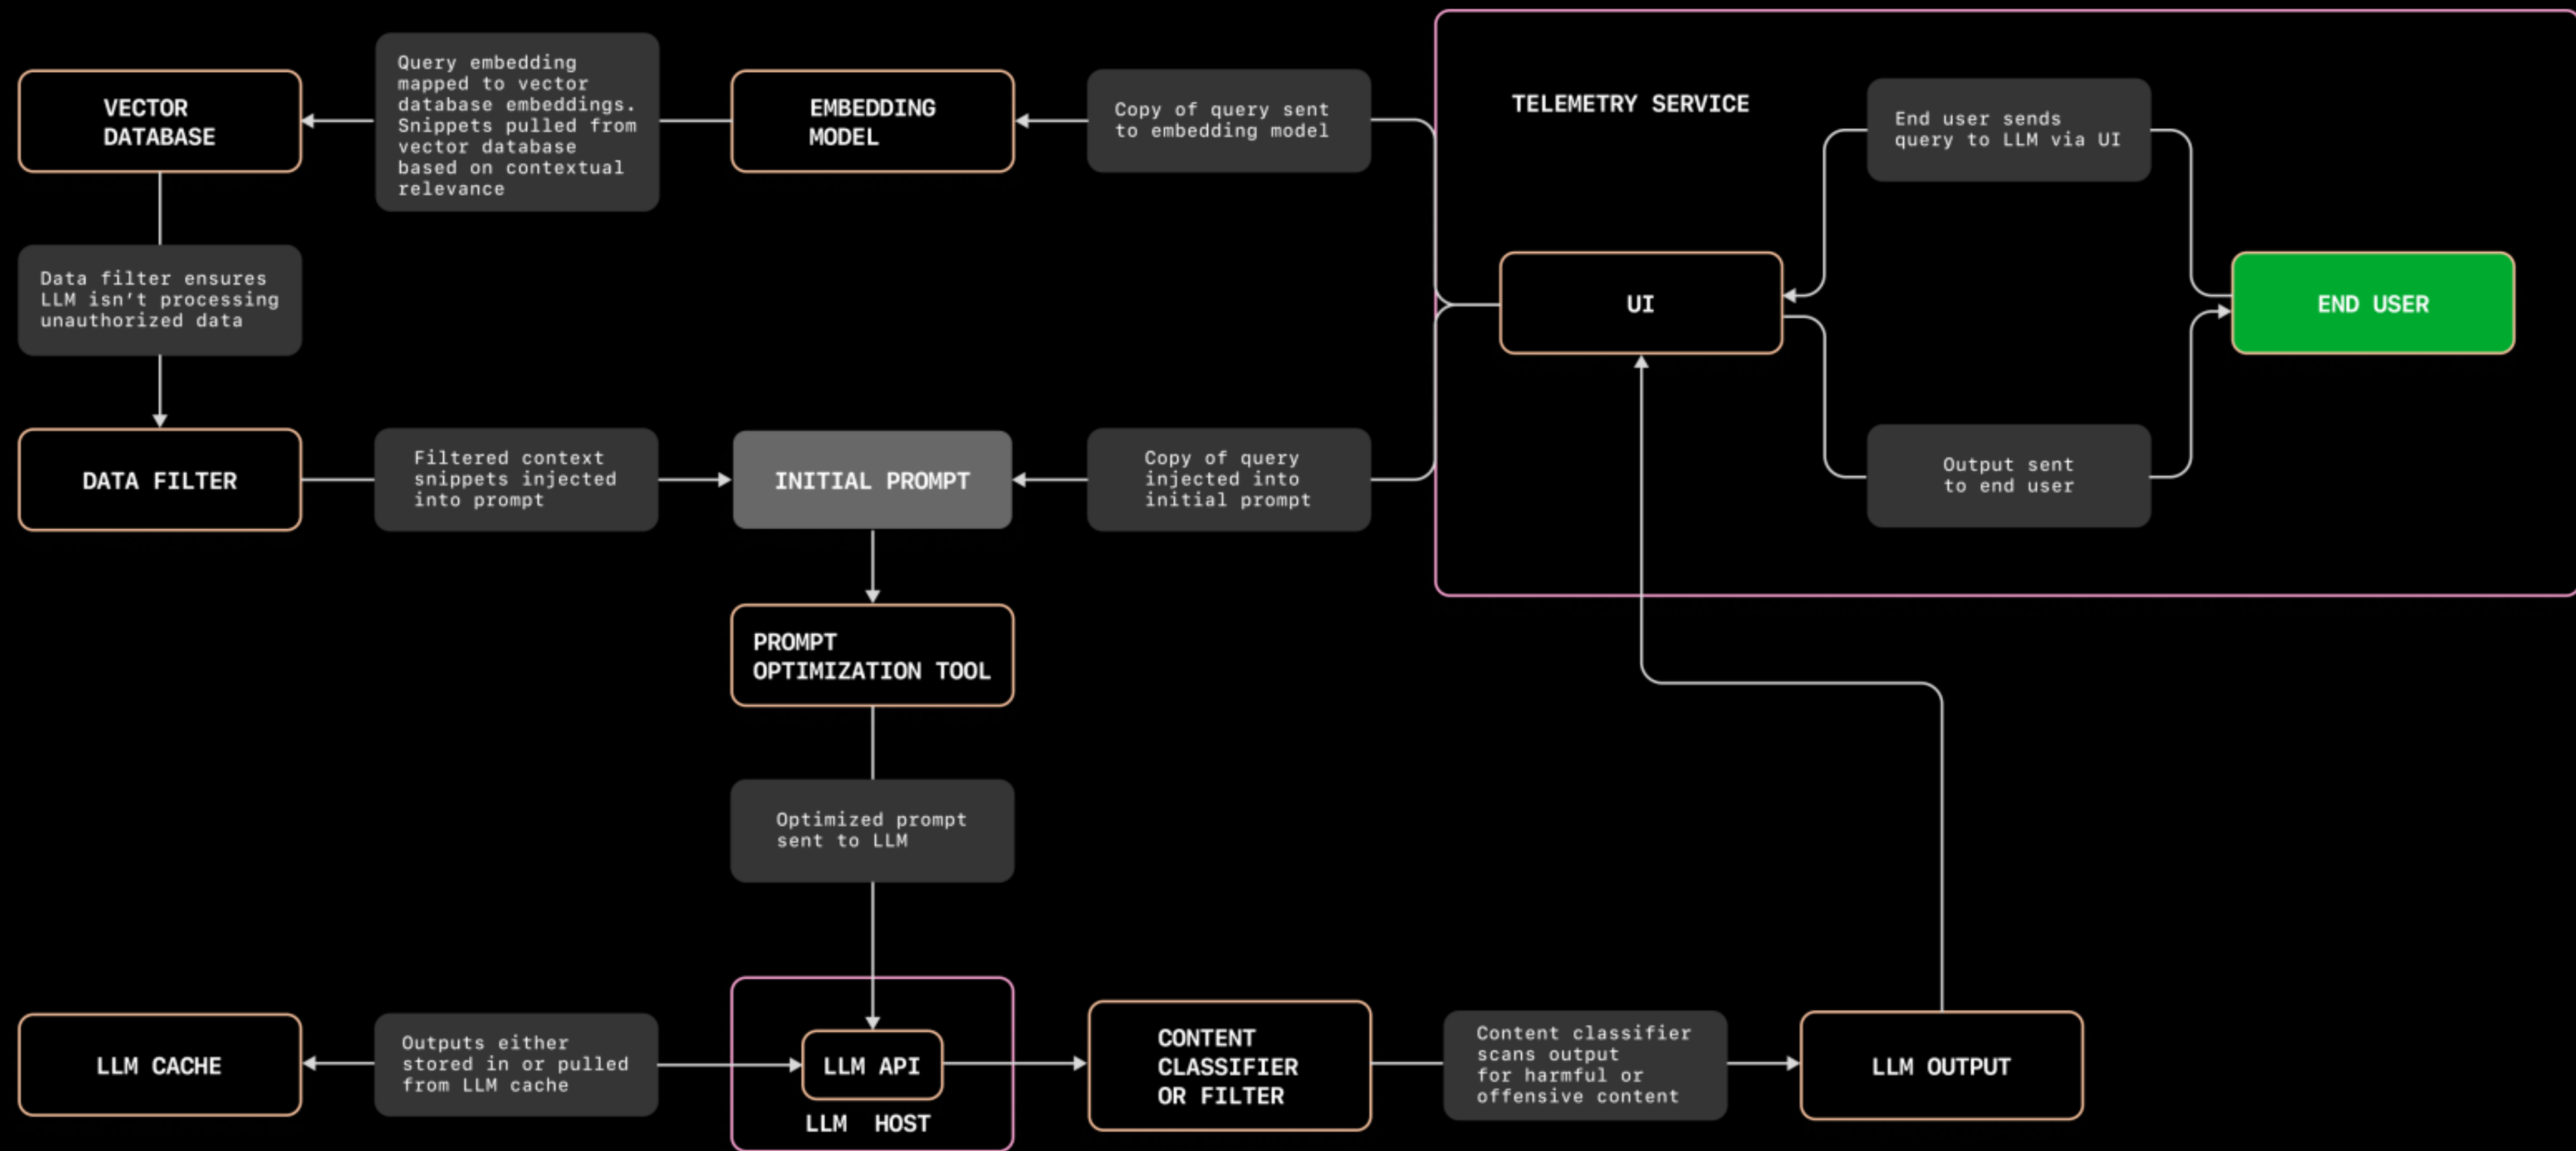 Query embedding
mapped to vector
database embeddings.
Snippets pulled from
vector database
based on contextual
relevance
VECTOR
DATABASE
EMBEDDING
MODEL
Copy of query sent
to embedding model
TELEMETRY SERVICE
End user sends
query to LLM via UI
Data filter ensures
LLM isn't processing
unauthorized data
UI
END USER
DATA FILTER
Filtered context
snippets injected
into prompt
INITIAL PROMPT
Copy of query
injected into
initial prompt
Output sent
to end user
PROMPT
OPTIMIZATION TOOL
Optimized prompt
sent to LLM
LLM CACHE
Outputs either
stored in or pulled
from LLM cache
LLM API
LLM HOST
CONTENT
CLASSIFIER
OR FILTER
Content classifier
scans output
for harmful or
offensive content
LLM OUTPUT